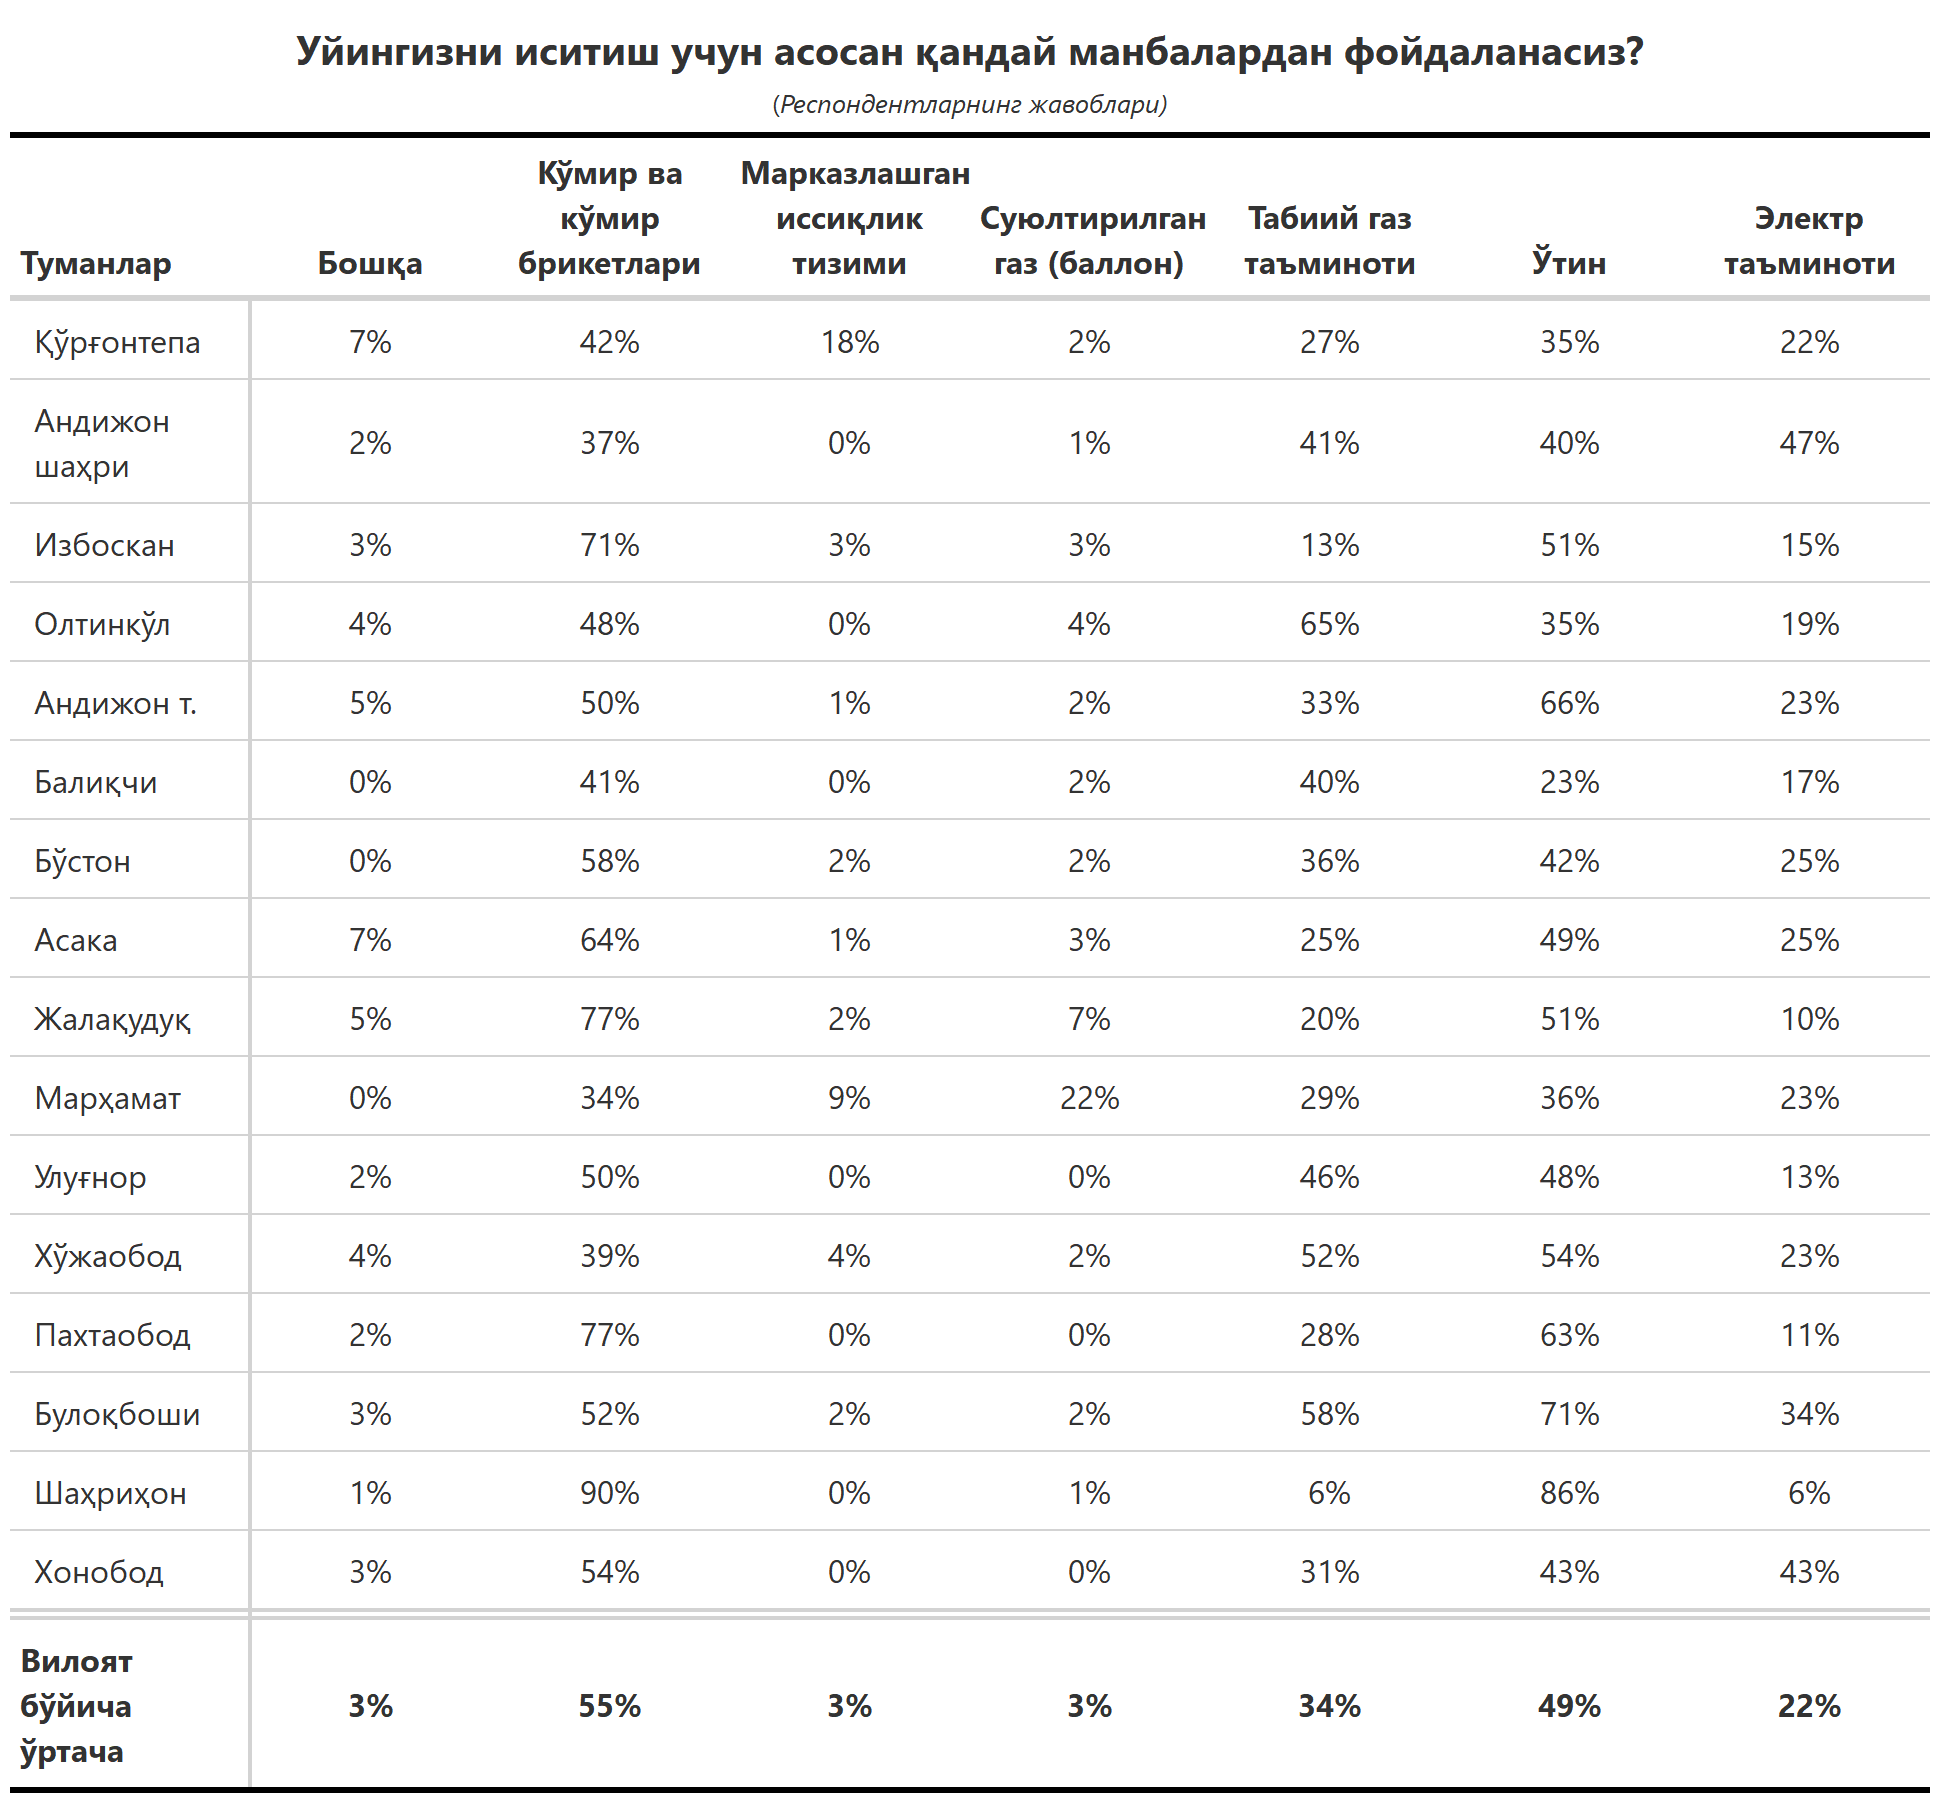 Уйингизни иситиш учун асосан қандай манбалардан фойдаланасиз?
(Респондентларнинг жавоблари)
Туманлар Бошқа Кўмир ва кўмир брикетлари Марказлашган иссиқлик тизими Суюлтирилган газ (баллон) Табиий газ таъминоти Ўтин Электр таъминоти
Қўрғонтепа 7% 42% 18% 2% 27% 35% 22%
Андижон шаҳри 2% 37% 0% 1% 41% 40% 47%
Избоскан 3% 71% 3% 3% 13% 51% 15%
Олтинкўл 4% 48% 0% 4% 65% 35% 19%
Андижон т. 5% 50% 1% 2% 33% 66% 23%
Балиқчи 0% 41% 0% 2% 40% 23% 17%
Бўстон 0% 58% 2% 2% 36% 42% 25%
Асака 7% 64% 1% 3% 25% 49% 25%
Жалақудуқ 5% 77% 2% 7% 20% 51% 10%
Марҳамат 0% 34% 9% 22% 29% 36% 23%
Улуғнор 2% 50% 0% 0% 46% 48% 13%
Хўжаобод 4% 39% 4% 2% 52% 54% 23%
Пахтаобод 2% 77% 0% 0% 28% 63% 11%
Булоқбоши 3% 52% 2% 2% 58% 71% 34%
Шаҳриҳон 1% 90% 0% 1% 6% 86% 6%
Хонобод 3% 54% 0% 0% 31% 43% 43%
Вилоят бўйича ўртача 3% 55% 3% 3% 34% 49% 22%